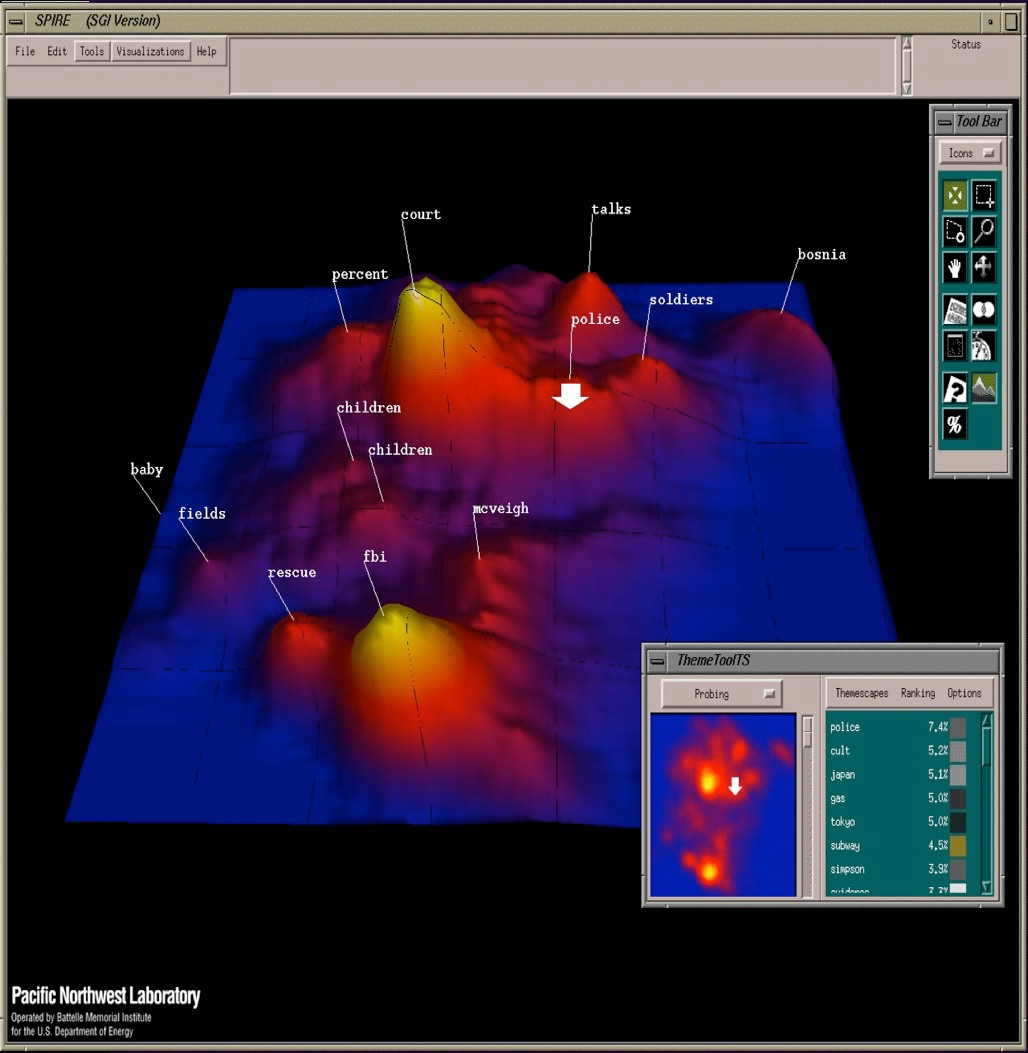 SPIRE (SGI Version)
File Edit Tools Visualizations Help
Status
Tool Bar
Icons
talks
court
bosnia
percent
soldiers
police
children
children
baby
mcveigh
fields
fbi
rescue
ThemeToolTS
Probing
Themescapes Ranking Options
police 7.4%
cult 5.2%
japan 5.1%
gas 5.0%
tokyo 5.0%
subway 4.5%
simpson 3.9%
%
Pacific Northwest Laboratory
Operated by Battelle Memorial Institute
for the U.S. Department of Energy